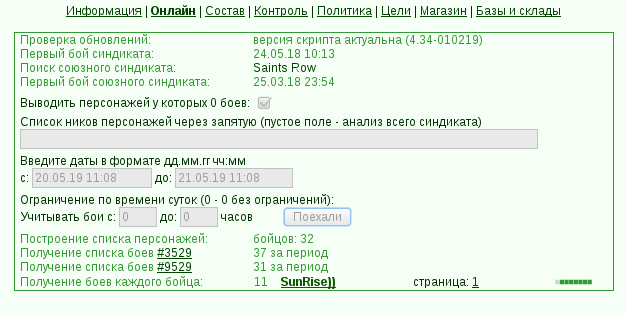 Информация | Онлайн | Состав | Контроль | Политика | Цели | Магазин | Базы и склады
Проверка обновлений: версия скрипта актуальна (4.34-010219)
Первый бой синдиката: 24.05.18 10:13
Поиск союзного синдиката: Saints Row
Первый бой союзного синдиката: 25.03.18 23:54
Выводить персонажей у которых 0 боев:
Список ников персонажей через запятую (пустое поле - анализ всего синдиката)
Введите даты в формате дд.мм.гг чч:мм
с: 20.05.19 11:08 до: 21.05.19 11:08
Ограничение по времени суток (0 - 0 без ограничений):
Учитывать бои с: 0 до: 0 часов Поехали
Построение списка персонажей: бойцов: 32
Получение списка боев #3529 37 за период
Получение списка боев #9529 31 за период
Получение боев каждого бойца: 11 SunRise)) страница: 1